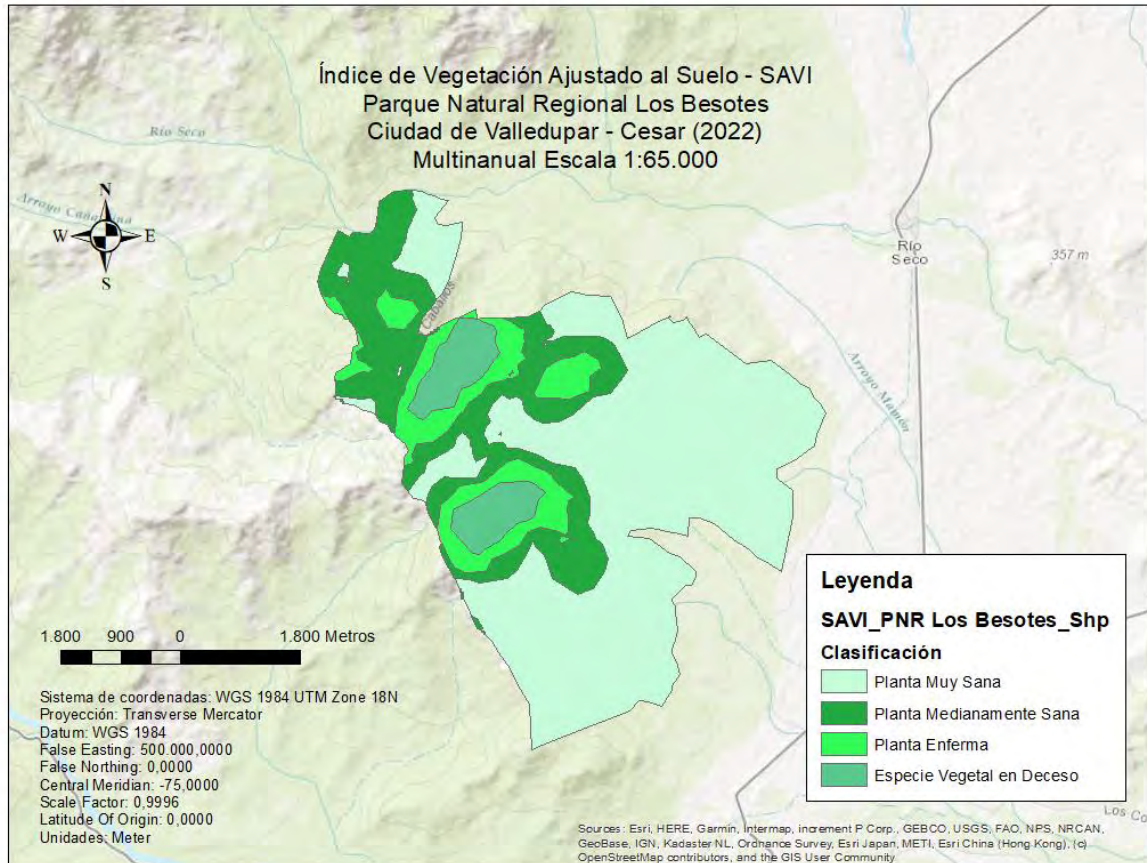 Índice de Vegetación Ajustado al Suelo - SAVI
Parque Natural Regional Los Besotes
Ciudad de Valledupar - Cesar (2022)
Multinanual Escala 1:65.000
Río Seco
Arroyo
N
W E
S
Río
Seco
357 m
Caballos
Arroyo Mamón
1.800 900 0 1.800 Metros
Sistema de coordenadas: WGS 1984 UTM Zone 18N
Proyección: Transverse Mercator
Datum: WGS 1984
False Easting: 500.000,0000
False Northing: 0,0000
Central Meridian: -75,0000
Scale Factor: 0,9996
Latitude Of Origin: 0,0000
Unidades: Meter
Leyenda
SAVI_PNR Los Besotes_Shp
Clasificación
Planta Muy Sana
Planta Medianamente Sana
Planta Enferma
Especie Vegetal en Deceso
Los Co
Sources: Esri, HERE, Garmin, Intermap, increment P Corp., GEBCO, USGS, FAO, NPS, NRCAN,
GeoBase, IGN, Kadaster NL, Ordnance Survey, Esri Japan, METI, Esri China (Hong Kong), (c)
OpenStreetMap contributors, and the GIS User Community